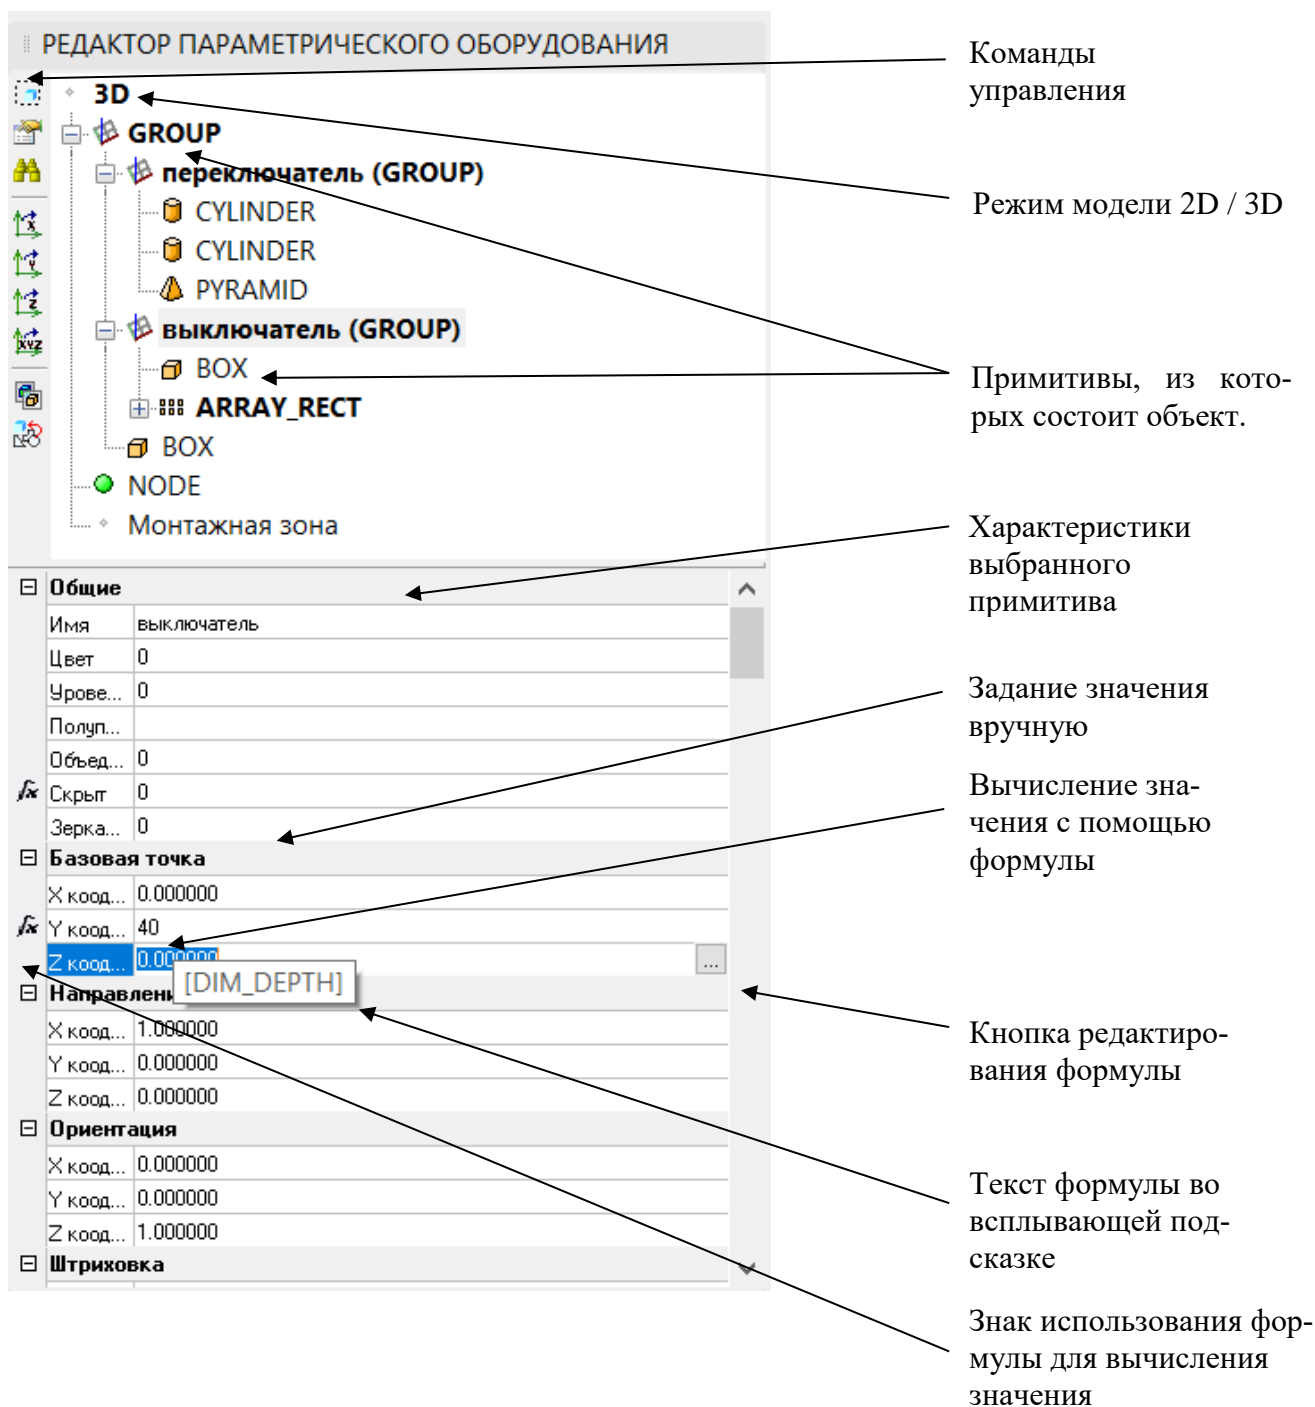 РЕДАКТОР ПАРАМЕТРИЧЕСКОГО ОБОРУДОВАНИЯ
3D
GROUP
переключатель (GROUP)
CYLINDER
CYLINDER
PYRAMID
выключатель (GROUP)
BOX
ARRAY_RECT
BOX
NODE
Монтажная зона
Общие
Имя выключатель
Цвет 0
Урове... 0
Полуп...
Объед... 0
fx Скрыт 0
Зерка... 0
Базовая точка
X коод... 0.000000
fx Y коод... 40
Z коод... 0.000000 ...
[DIM_DEPTH]
Направлени
X коод... 1.000000
Y коод... 0.000000
Z коод... 0.000000
Ориентация
X коод... 0.000000
Y коод... 0.000000
Z коод... 1.000000
Штриховка
X
Y
Z
XYZ
Команды
управления
Режим модели 2D / 3D
Примитивы, из кото-
рых состоит объект.
Характеристики
выбранного
примитива
Задание значения
вручную
Вычисление зна-
чения с помощью
формулы
Кнопка редактиро-
вания формулы
Текст формулы во
всплывающей под-
сказке
Знак использования фор-
мулы для вычисления
значения